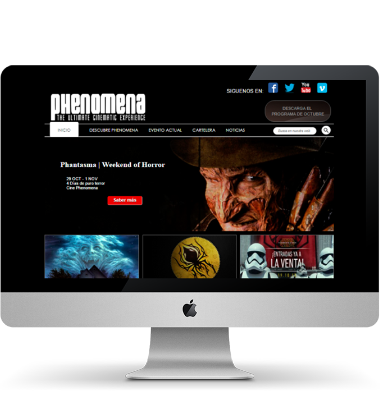 phenomena
THE ULTIMATE CINEMATIC EXPERIENCE
SIGUENOS EN:
You Tube
DESCARGA EL
PROGRAMA DE OCTUBRE
INICIO
DESCUBRE PHENOMENA
EVENTO ACTUAL
CARTELERA
NOTICIAS
Phantasma | Weekend of Horror
29 OCT - 1 NOV
4 Días de puro terror
Cine Phenomena
Saber más
¡ENTRADAS YA A
LA VENTA!